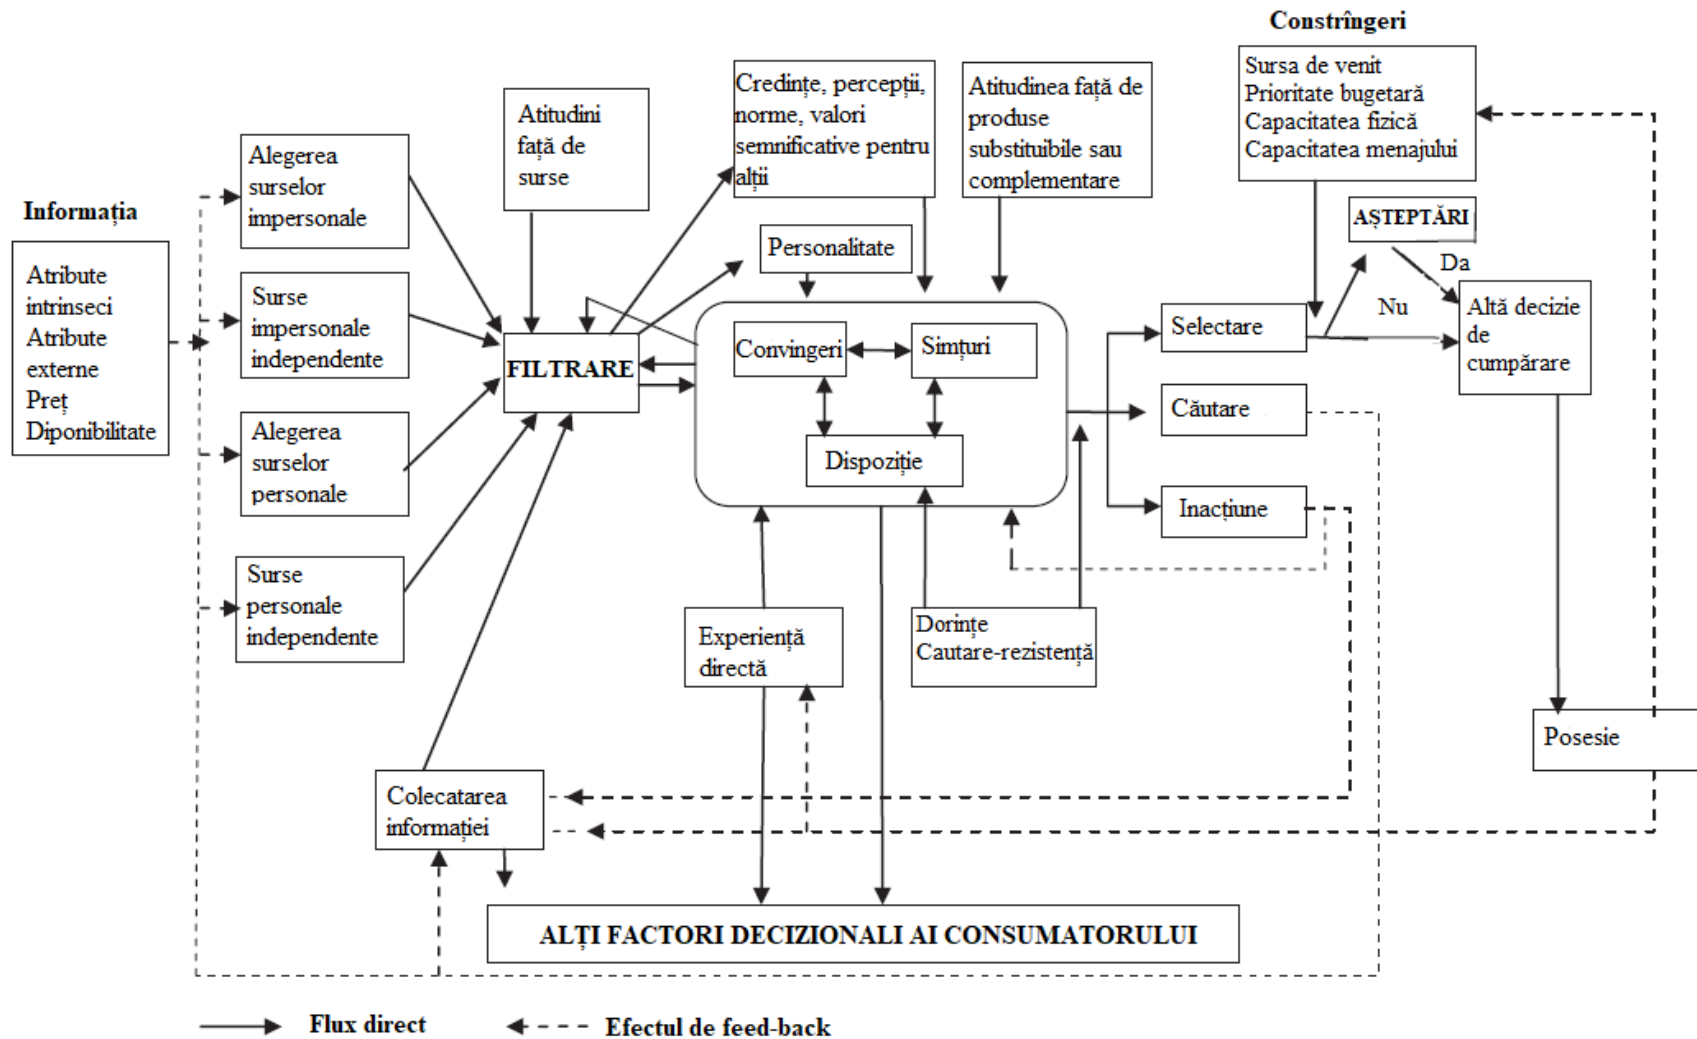 Constrîngeri
Sursa de venit
Prioritate bugetară
Capacitatea fizică
Capacitatea menajului
Credințe, percepții,
norme, valori
semnificative pentru
alții
Atitudinea față de
produse
substituibile sau
complementare
Atitudini
față de
surse
Alegerea
surselor
impersonale
Informația
Atribute
intrinseci
Atribute
externe
Preț
Diponibilitate
Personalitate
AȘTEPTĂRI
Da
Nu
Surse
impersonale
independente
FILTRARE
Convingeri
Simțuri
Dispoziție
Selectare
Altă decizie
de
cumpărare
Căutare
Inacțiune
Alegerea
surselor
personale
Surse
personale
independente
Experiență
directă
Dorințe
Cautare-rezistență
Posesie
Colecatarea
informației
ALȚI FACTORI DECIZIONALI AI CONSUMATORULUI
Flux direct
Efectul de feed-back